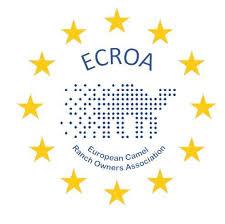 ECROA
European Camel
Ranch Owners Association